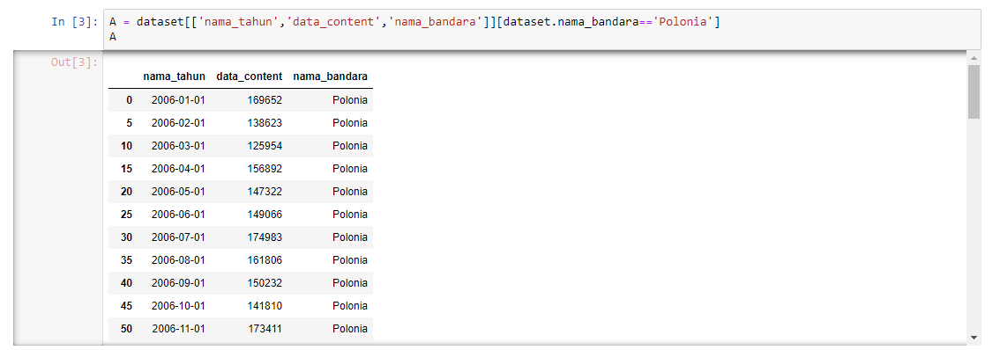 In [3]: A = dataset[['nama_tahun','data_content','nama_bandara']][dataset.nama_bandara=='Polonia']
A
Out[3]:
nama_tahun data_content nama_bandara
0 2006-01-01 169652 Polonia
5 2006-02-01 138623 Polonia
10 2006-03-01 125954 Polonia
15 2006-04-01 156892 Polonia
20 2006-05-01 147322 Polonia
25 2006-06-01 149066 Polonia
30 2006-07-01 174983 Polonia
35 2006-08-01 161806 Polonia
40 2006-09-01 150232 Polonia
45 2006-10-01 141810 Polonia
50 2006-11-01 173411 Polonia